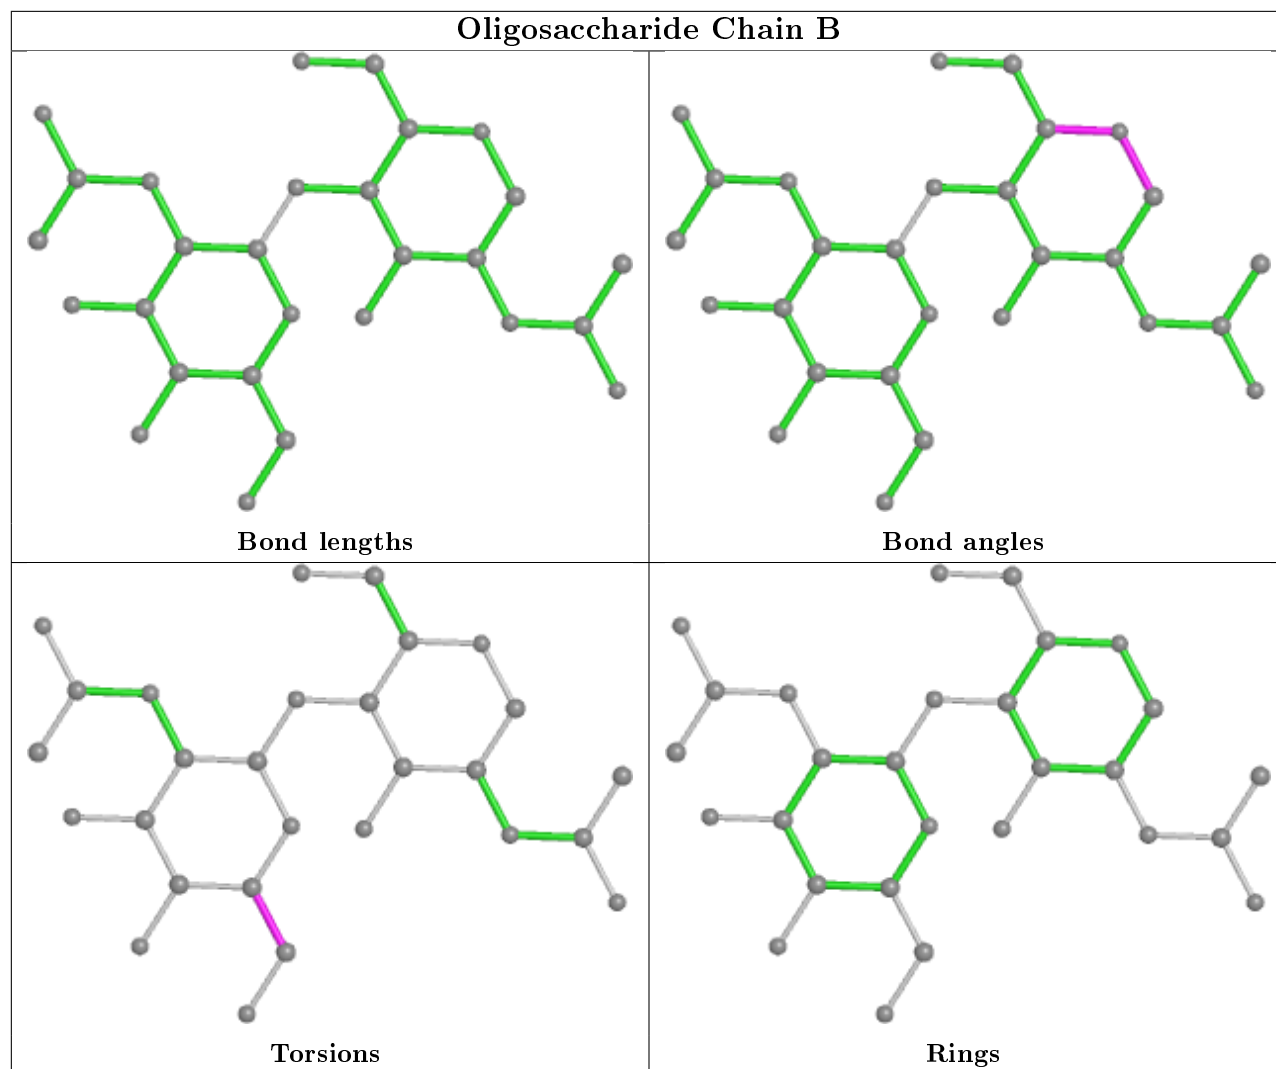 Oligosaccharide Chain B
Bond lengths
Bond angles
Torsions
Rings